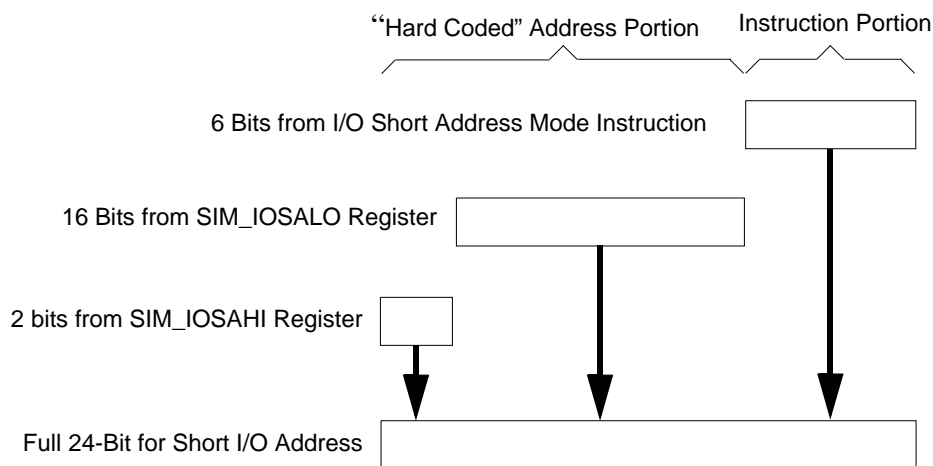 “Hard Coded” Address Portion
Instruction Portion
6 Bits from I/O Short Address Mode Instruction
16 Bits from SIM_IOSALO Register
2 bits from SIM_IOSAHI Register
Full 24-Bit for Short I/O Address